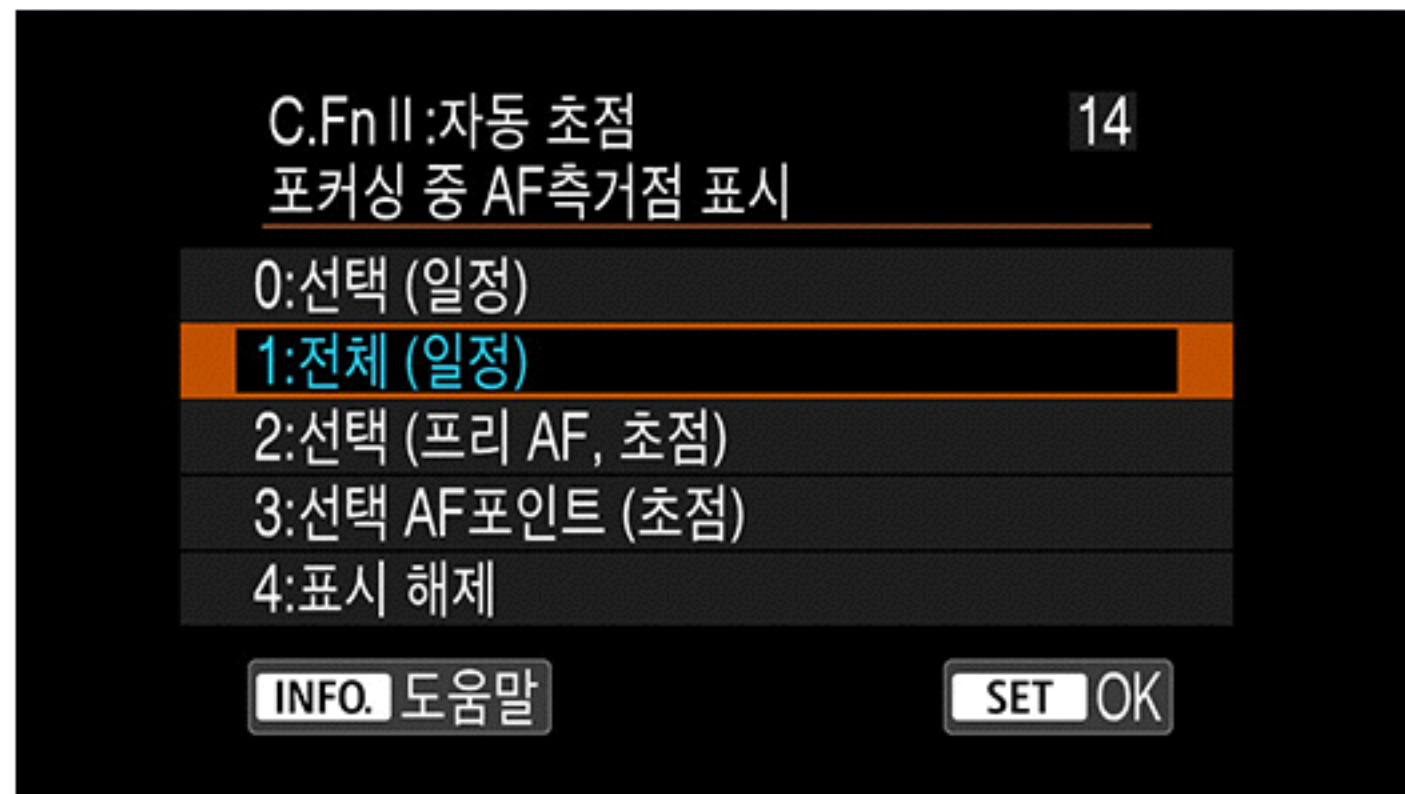 C.FnⅡ:자동 초점 14
포커싱 중 AF측거점 표시
0:선택 (일정)
1:전체 (일정)
2:선택 (프리 AF, 초점)
3:선택 AF포인트 (초점)
4:표시 해제
INFO. 도움말 SET OK